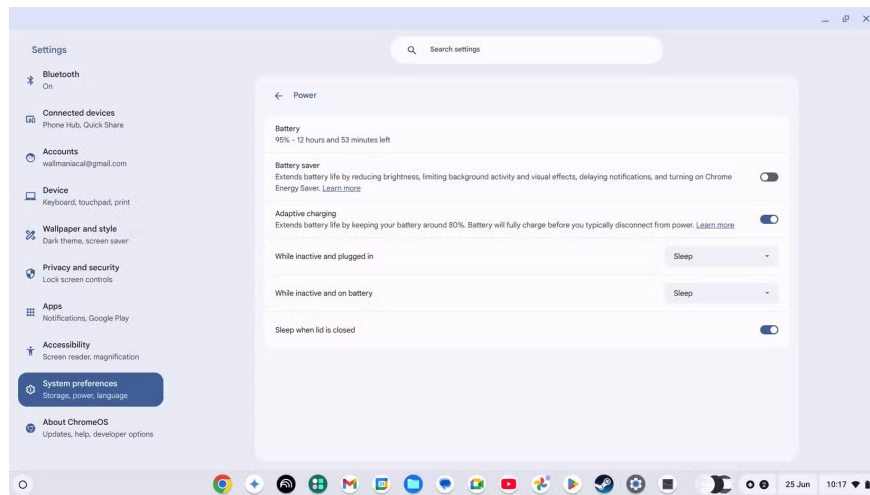 Settings
Search settings
Bluetooth
On
Connected devices
Phone Hub, Quick Share
Accounts
wallmaniacal@gmail.com
Device
Keyboard, touchpad, print
Wallpaper and style
Dark theme, screen saver
Privacy and security
Lock screen controls
Apps
Notifications, Google Play
Accessibility
Screen reader, magnification
System preferences
Storage, power, language
About ChromeOS
Updates, help, developer options
Power
Battery
95% - 12 hours and 53 minutes left
Battery saver
Extends battery life by reducing brightness, limiting background activity and visual effects, delaying notifications, and turning on Chrome
Energy Saver. Learn more
Adaptive charging
Extends battery life by keeping your battery around 80%. Battery will fully charge before you typically disconnect from power. Learn more
While inactive and plugged in
Sleep
While inactive and on battery
Sleep
Sleep when lid is closed
2
25 Jun
10:17